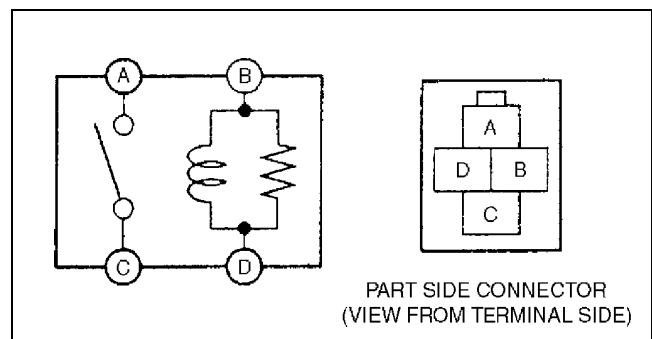 A B
C D
A
D B
C
PART SIDE CONNECTOR
(VIEW FROM TERMINAL SIDE)